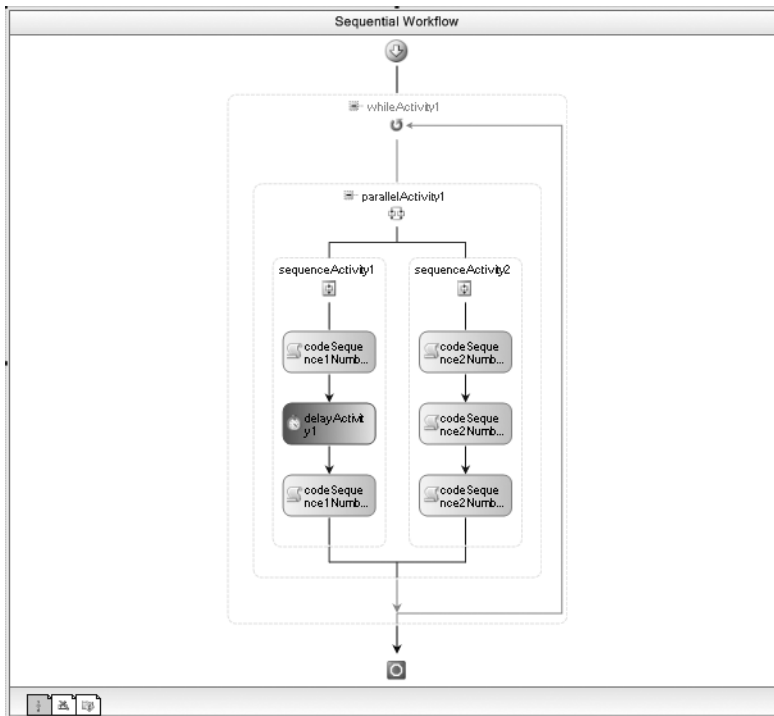 Sequential Workflow
whileActivity1
parallelActivity1
sequenceActivity1
sequenceActivity2
codeSeque
nce1Numb...
codeSeque
nce2Numb...
delayActivit
y1
codeSeque
nce2Numb...
codeSeque
nce1Numb...
codeSeque
nce2Numb...